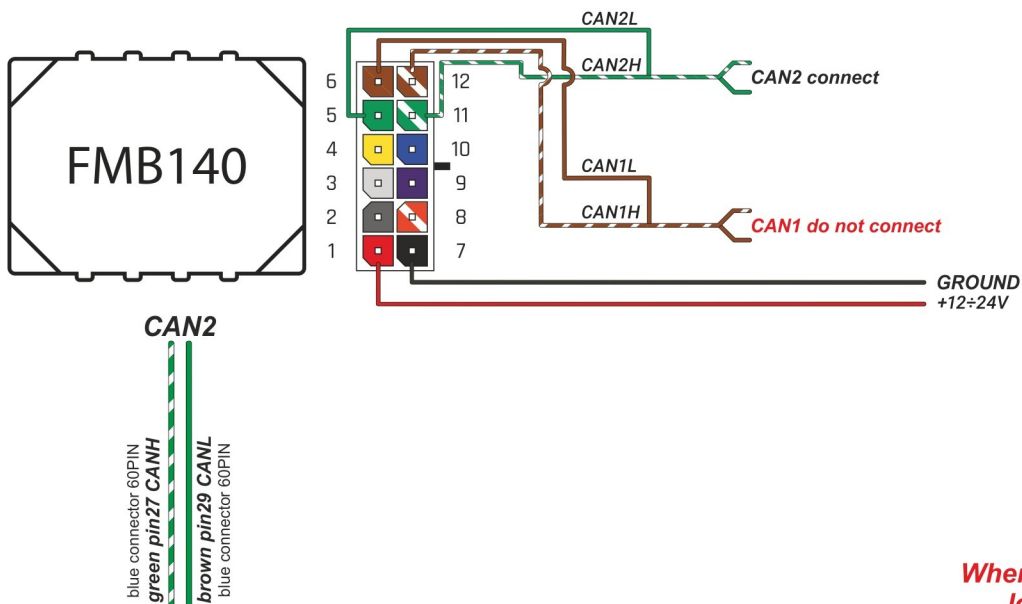 CAN2L
CAN2H
CAN2 connect
FMB140
6 12
5 11
4 10
3 9
2 8
1 7
CAN1L
CAN1H
CAN1 do not connect
GROUND
+12÷24V
CAN2
blue connector 60PIN
green pin27 CANH
brown pin29 CANL
blue connector 60PIN